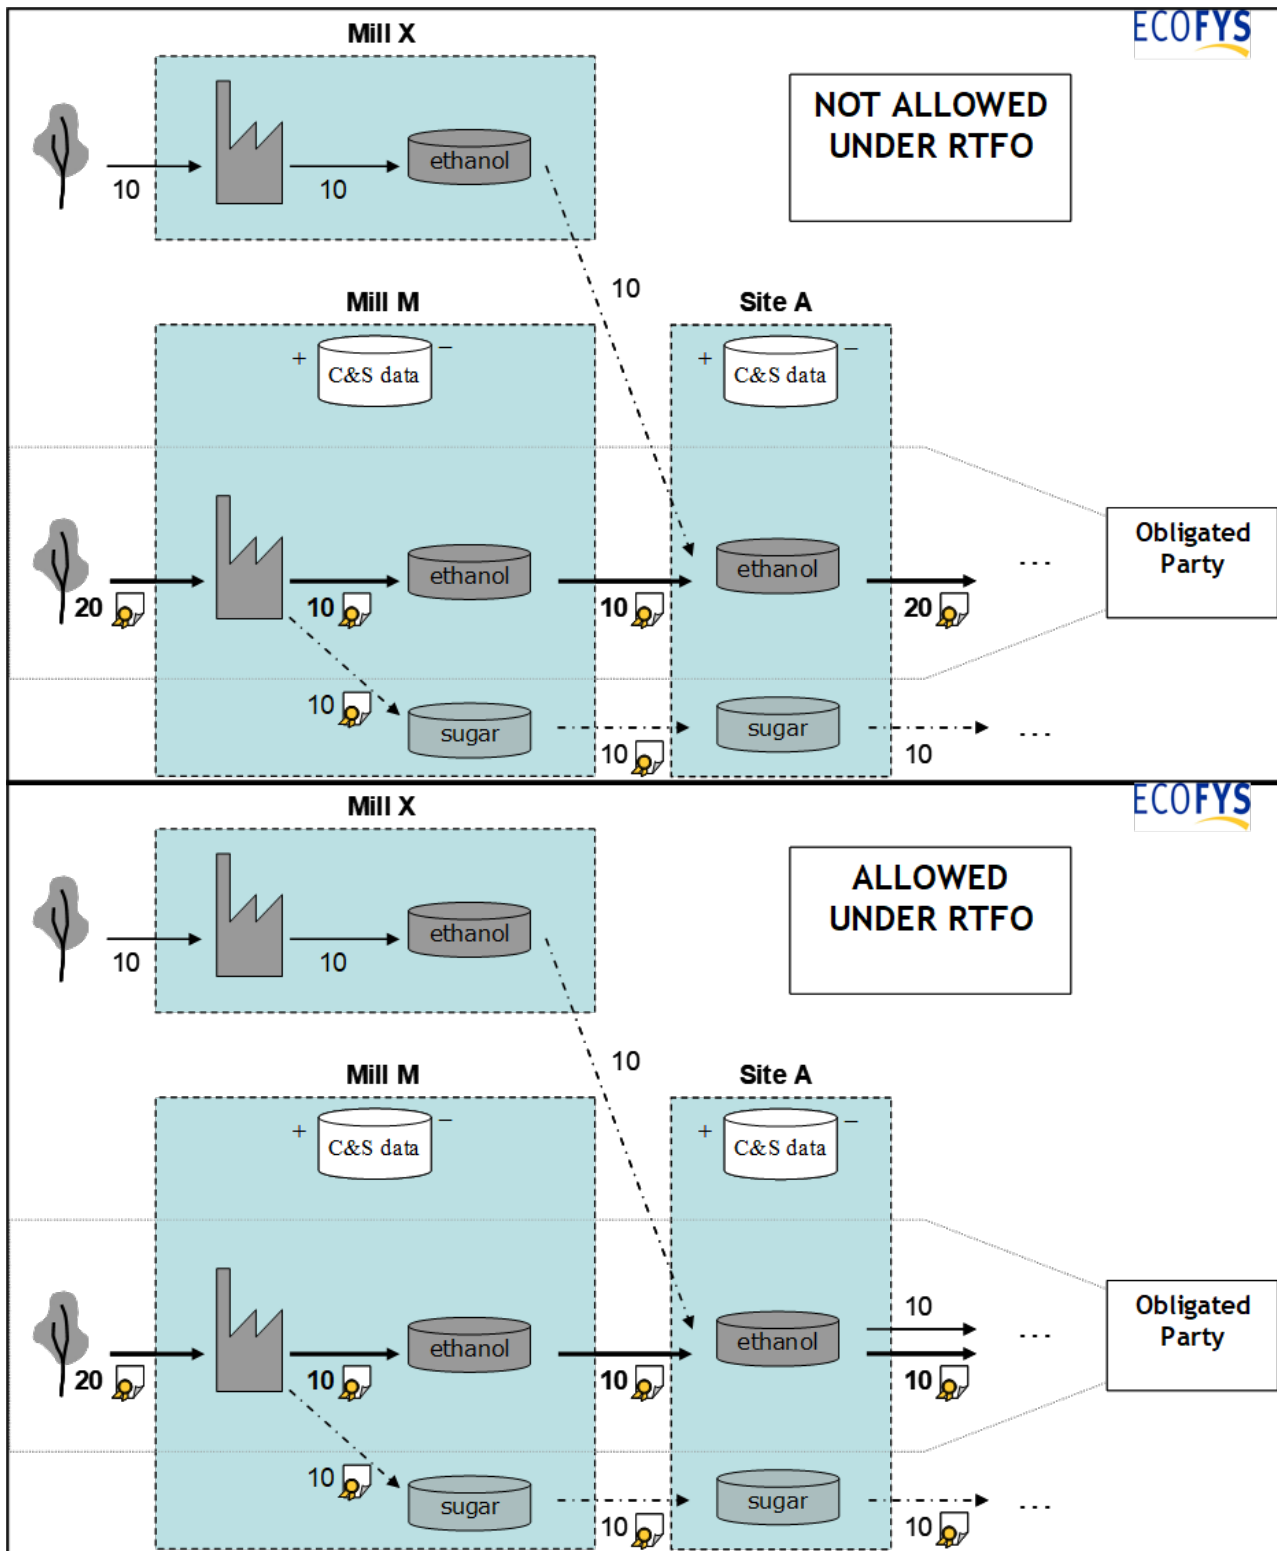 ECOFYS
Mill X
NOT ALLOWED
UNDER RTFO
ethanol
10
10
10
Mill M
Site A
+
C&S data
–
+
C&S data
–
Obligated
Party
ethanol
ethanol
...
20
10
10
20
10
sugar
10
sugar
10
...
ECOFYS
Mill X
ALLOWED
UNDER RTFO
ethanol
10
10
10
Mill M
Site A
+
C&S data
–
+
C&S data
–
Obligated
Party
10
ethanol
ethanol
...
20
10
10
10
10
sugar
10
sugar
10
...